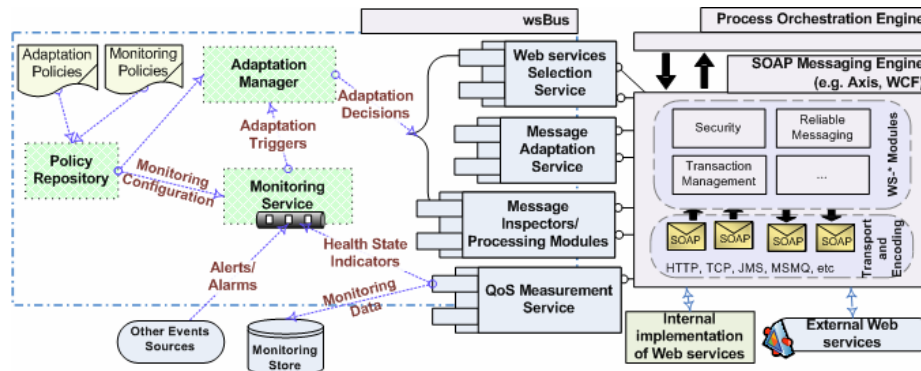 wsBus
Process Orchestration Engine
SOAP Messaging Engine
(e.g. Axis, WCF)
Adaptation
Policies
Monitoring
Policies
Adaptation
Manager
Adaptation
Decisions
Adaptation
Triggers
Policy
Repository
Monitoring
Configuration
Monitoring
Service
Alerts/
Alarms
Health State
Indicators
Monitoring
Data
Other Events
Sources
Monitoring
Store
Web services
Selection
Service
Message
Adaptation
Service
Message
Inspectors/
Processing Modules
QoS Measurement
Service
Security
Reliable
Messaging
Transaction
Management
...
WS-* Modules
SOAP
SOAP
SOAP
SOAP
HTTP, TCP, JMS, MSMQ, etc
Transport
and
Encoding
Internal
implementation
of Web services
External Web
services